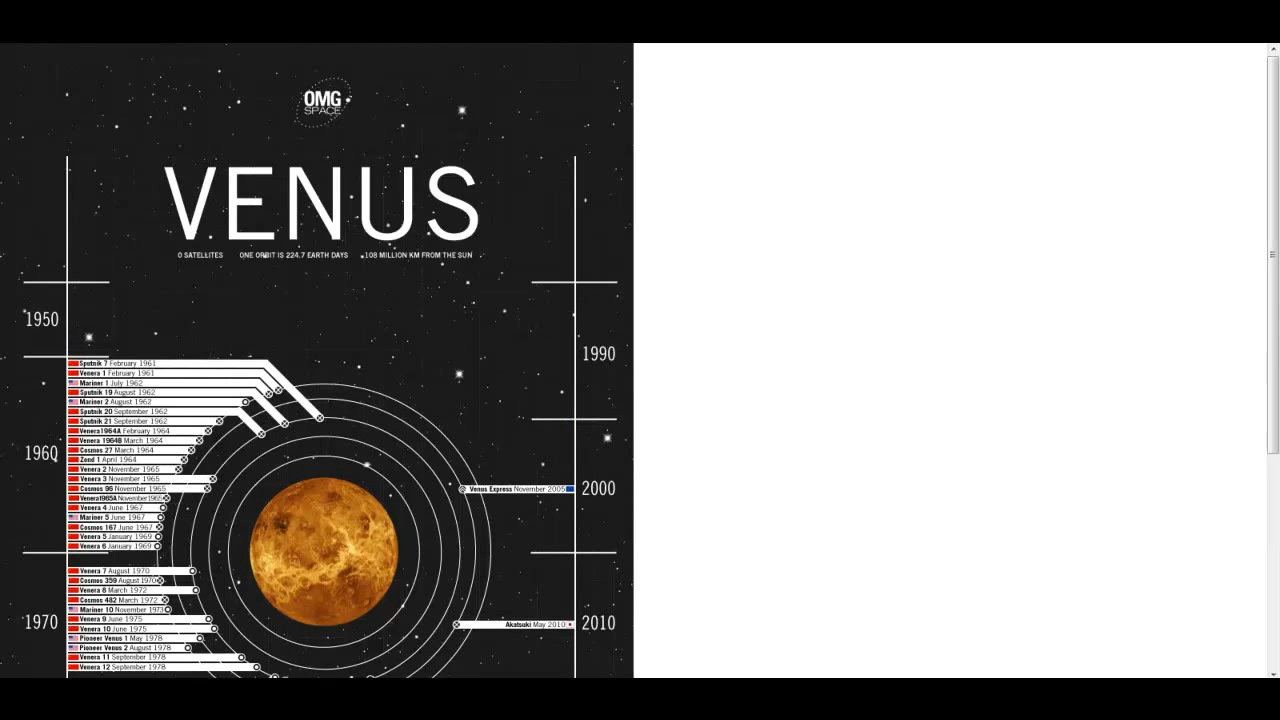 OMG
SPACE
VENUS
0 SATELLITES ONE ORBIT IS 224.7 EARTH DAYS 108 MILLION KM FROM THE SUN
1950
1990
Sputnik 7 February 1961
Venera 1 February 1961
Mariner 1 July 1962
Sputnik 19 August 1962
Mariner 2 August 1962
Sputnik 20 September 1962
Sputnik 21 September 1962
Venera1964A February 1964
Venera 1964B March 1964
Cosmos 27 March 1964
1960
Zond 1 April 1964
Venera 2 November 1965
Venera 3 November 1965
Cosmos 96 November 1965
Venus Express November 2005
2000
Venera1965A November1965
Venera 4 June 1967
Mariner 5 June 1967
Cosmos 167 June 1967
Venera 5 January 1969
Venera 6 January 1969
Venera 7 August 1970
Cosmos 359 August 1970
Venera 8 March 1972
Cosmos 482 March 1972
Mariner 10 November 1973
Venera 9 June 1975
1970
Akatsuki May 2010
2010
Venera 10 June 1975
Pioneer Venus 1 May 1978
Pioneer Venus 2 August 1978
Venera 11 September 1978
Venera 12 September 1978